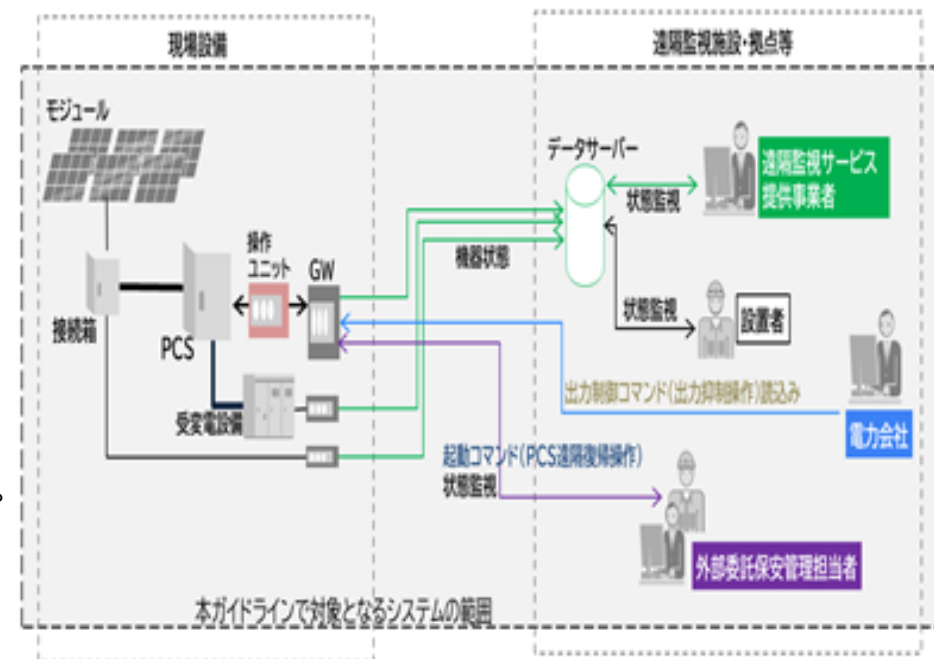 現場設備
遠隔監視施設・拠点等
モジュール
データサーバー
遠隔監視サービス
提供事業者
状態監視
操作
ユニット
GW
機器状態
接続箱
PCS
状態監視
設置者
受変電設備
出力制御コマンド(出力抑制操作)読込み
電力会社
起動コマンド(PCS遠隔復帰操作)
状態監視
外部委託保安管理担当者
本ガイドラインで対象となるシステムの範囲
。